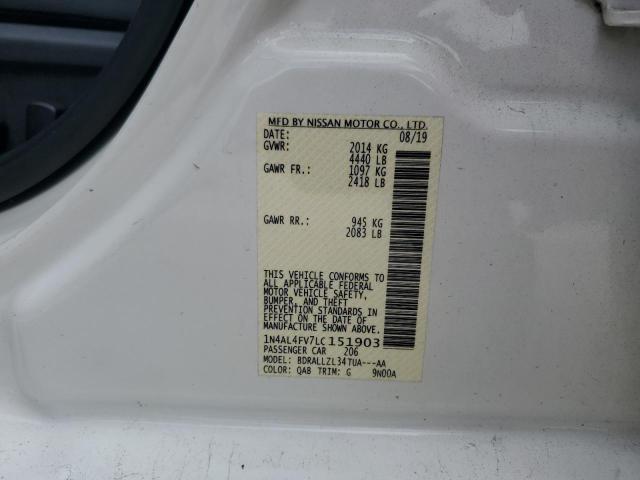 MFD BY NISSAN MOTOR CO., LTD.
DATE: 08/19
GVWR: 2014 KG
4440 LB
GAWR FR.: 1097 KG
2418 LB
GAWR RR.: 945 KG
2083 LB
THIS VEHICLE CONFORMS TO
ALL APPLICABLE FEDERAL
MOTOR VEHICLE SAFETY,
BUMPER, AND THEFT
PREVENTION STANDARDS IN
EFFECT ON THE DATE OF
MANUFACTURE SHOWN ABOVE.
1N4AL4FV7LC151903
PASSENGER CAR 206
MODEL: BDRALLZL34TUA---AA
COLOR: QAB TRIM: G 9N00A